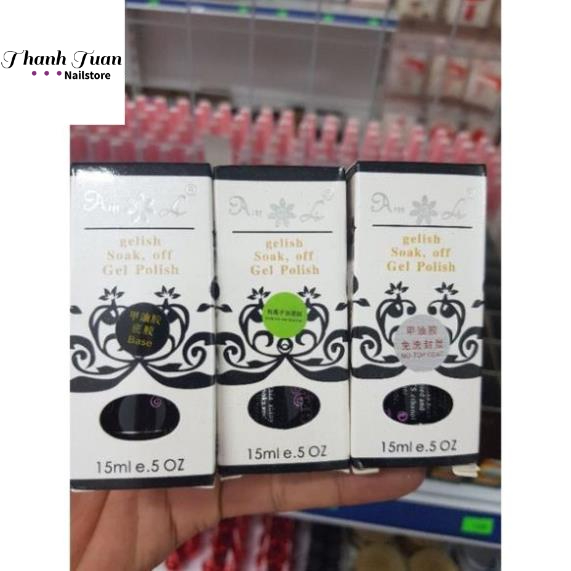 Thanh Tuan
Nailstore
gelish
Soak, off
Gel Polish
甲油胶
底胶
Base
15ml e.5 OZ
gelish
Soak, off
Gel Polish
15ml e.5 OZ
gelish
Soak, off
Gel Polish
甲油胶
免洗封层
NO-TOP COAT
15ml e.5 OZ